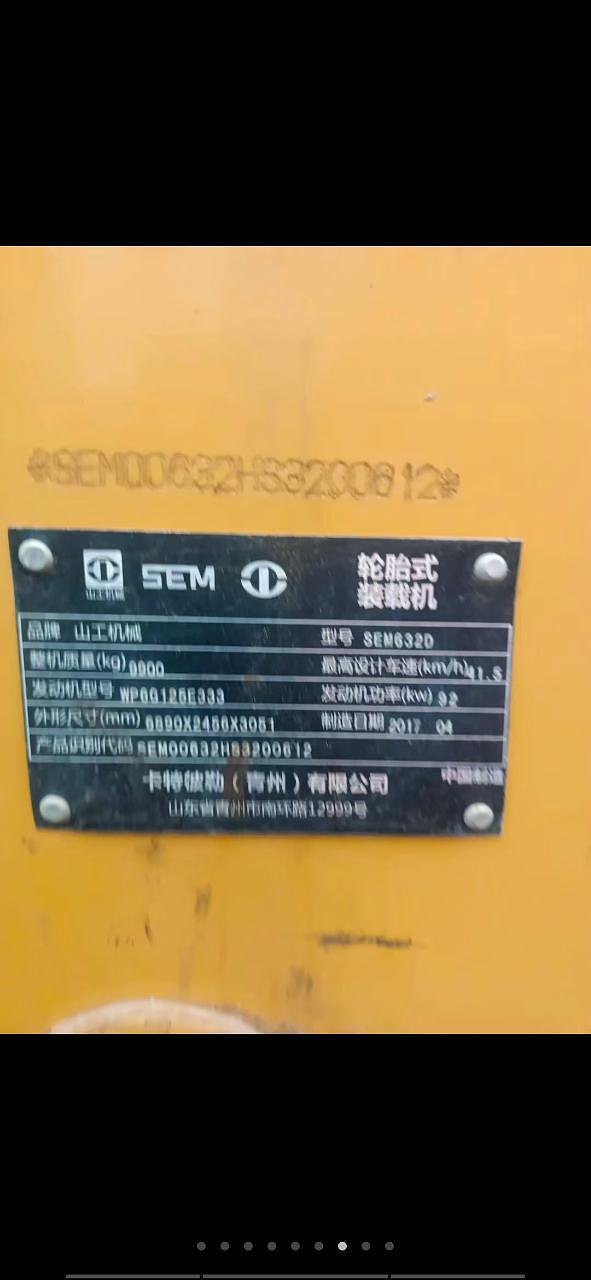 *SEM00632HS3200612*
SEM
轮胎式
装载机
品牌 山工机械
型号 SEM632D
整机质量(kg) 9900
最高设计车速(km/h) 41.5
发动机型号 WP6G125E333
发动机功率(kw) 92
外形尺寸(mm) 6890X2456X3051
制造日期 2017 04
产品识别代码 SEM00632HS3200612
卡特彼勒(青州)有限公司
中国制造
山东省青州市南环路12999号